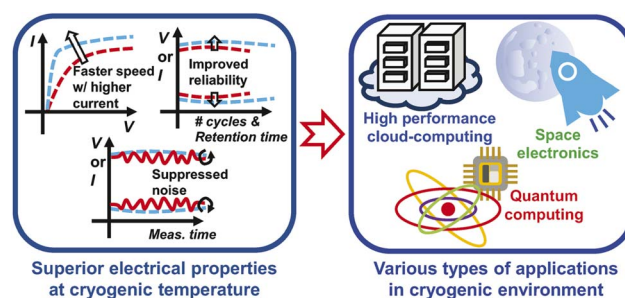 I
Faster speed
w/ higher
current
V
V
or
I
Improved
reliability
# cycles &
Retention time
V
or
I
Suppressed
noise
Meas. time
Superior electrical properties
at cryogenic temperature
High performance
cloud-computing
Space
electronics
Quantum
computing
Various types of applications
in cryogenic environment